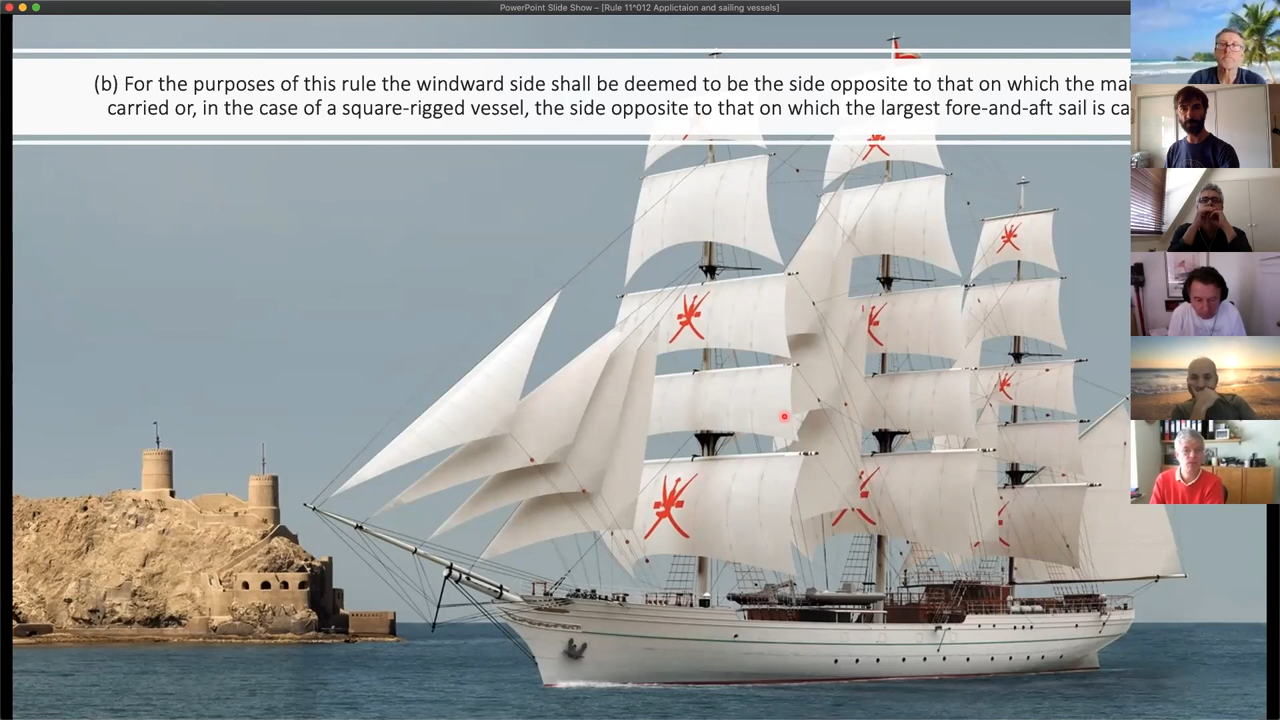 PowerPoint Slide Show – [Rule 11^012 Applictaion and sailing vessels]
(b) For the purposes of this rule the windward side shall be deemed to be the side opposite to that on which the
carried or, in the case of a square-rigged vessel, the side opposite to that on which the largest fore-and-aft sail is